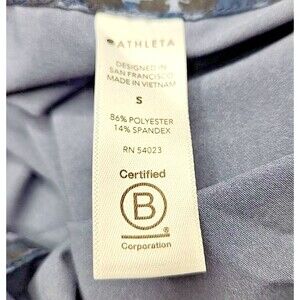 ATHLETA
DESIGNED IN
SAN FRANCISCO
MADE IN VIETNAM
S
86% POLYESTER
14% SPANDEX
RN 54023
Certified
B
Corporation